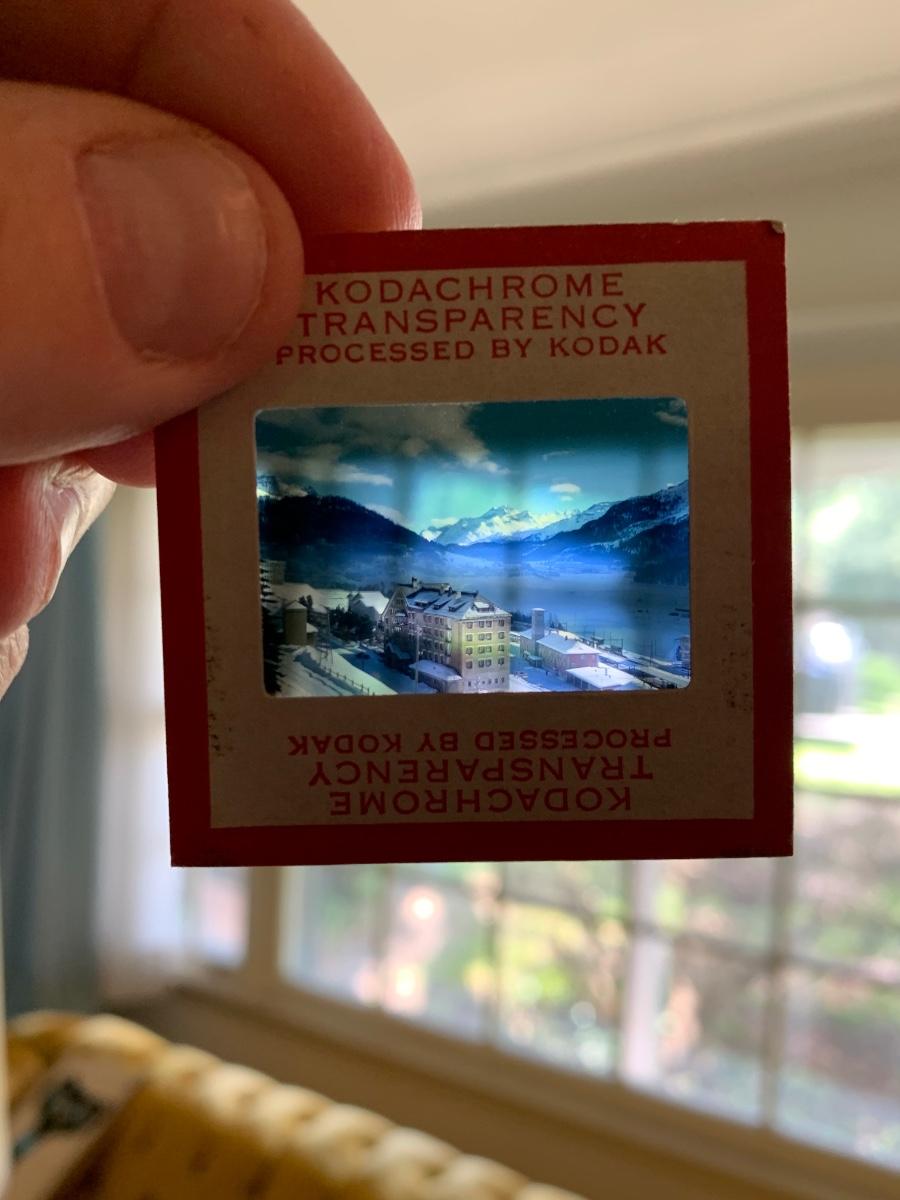 KODACHROME
TRANSPARENCY
PROCESSED BY KODAK
PROCESSED BY KODAK
TRANSPARENCY
KODACHROME